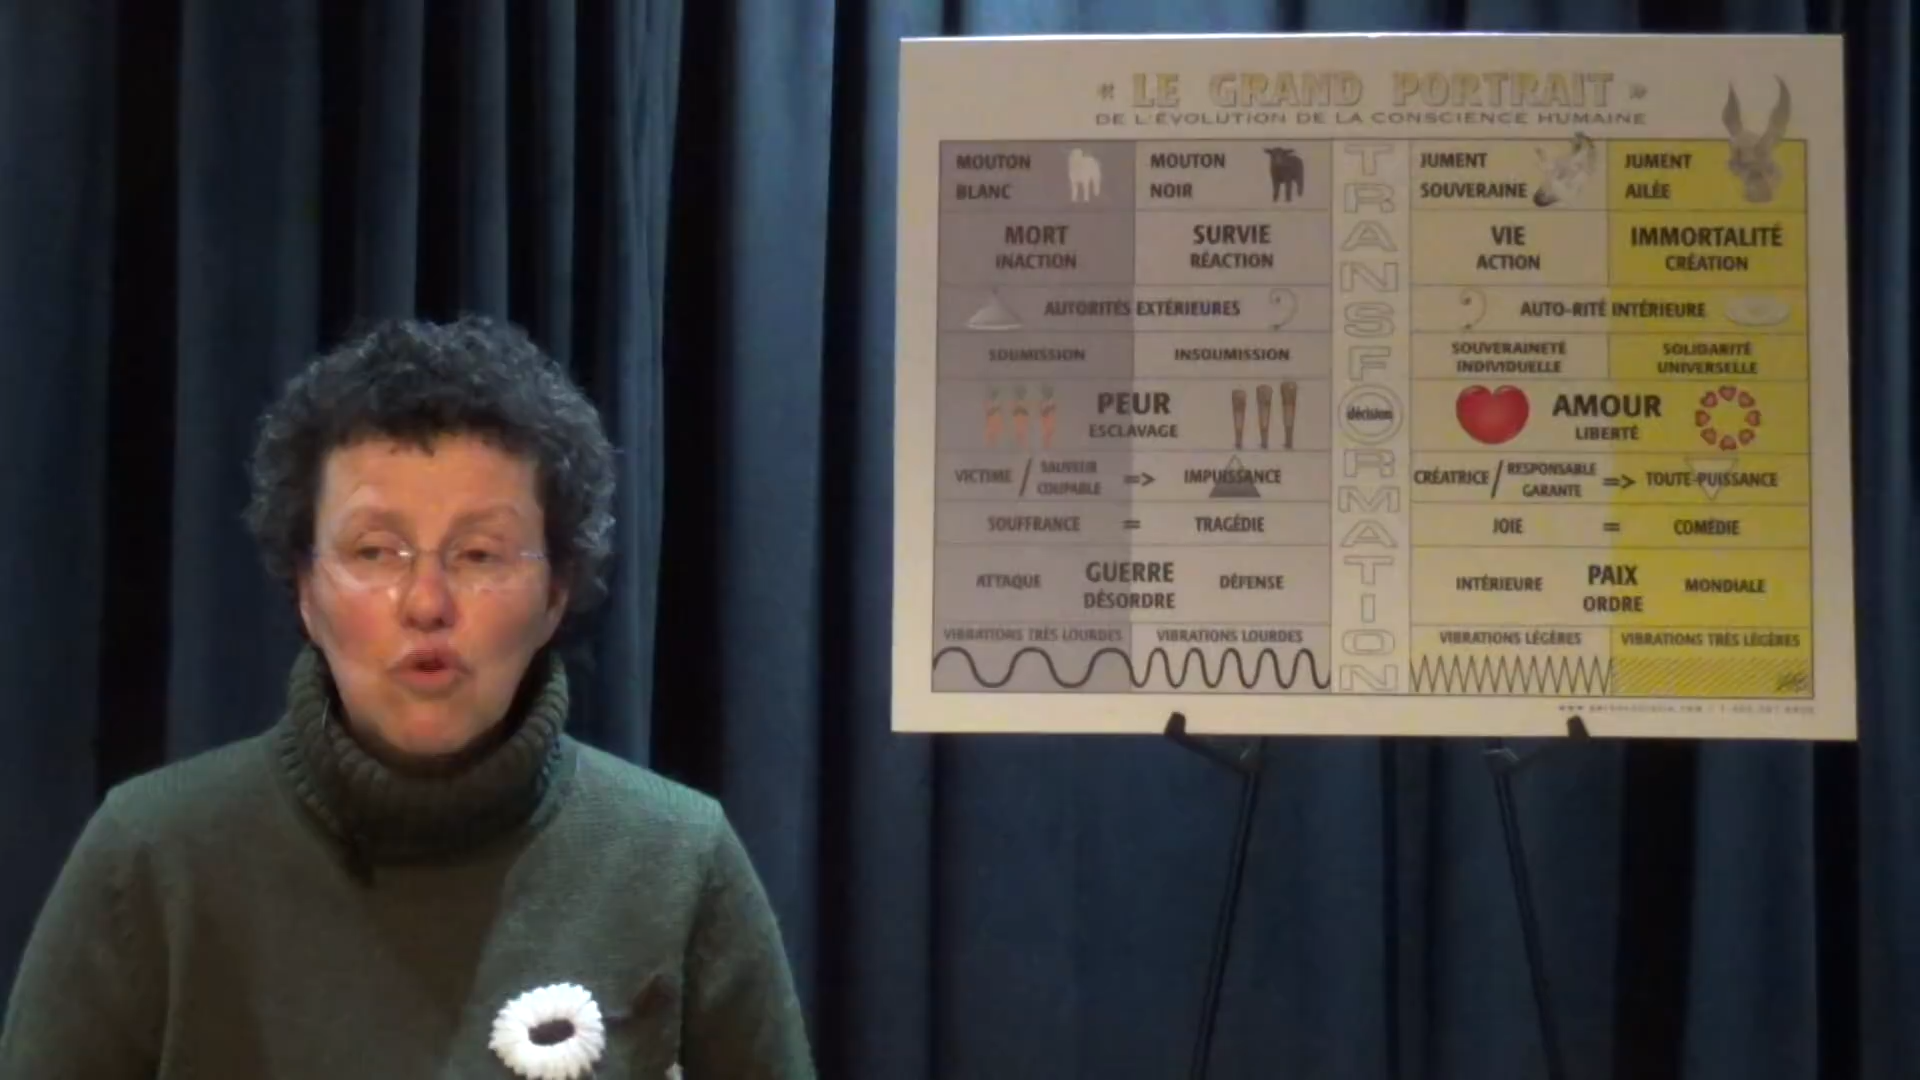 « LE GRAND PORTRAIT »
DE L'ÉVOLUTION DE LA CONSCIENCE HUMAINE
MOUTON
BLANC
MOUTON
NOIR
JUMENT
SOUVERAINE
JUMENT
AILÉE
MORT
INACTION
SURVIE
RÉACTION
VIE
ACTION
IMMORTALITÉ
CRÉATION
AUTORITÉS EXTÉRIEURES
AUTO-RITÉ INTÉRIEURE
SOUMISSION
INSOUMISSION
SOUVERAINETÉ
INDIVIDUELLE
SOLIDARITÉ
UNIVERSELLE
PEUR
ESCLAVAGE
AMOUR
LIBERTÉ
VICTIME / SAUVEUR
COUPABLE => IMPUISSANCE
CRÉATRICE / RESPONSABLE
GARANTE => TOUTE-PUISSANCE
SOUFFRANCE = TRAGÉDIE
JOIE = COMÉDIE
ATTAQUE GUERRE DÉFENSE
DÉSORDRE
INTÉRIEURE PAIX MONDIALE
ORDRE
VIBRATIONS TRÈS LOURDES
VIBRATIONS LOURDES
VIBRATIONS LÉGÈRES
VIBRATIONS TRÈS LÉGÈRES
TRANSFORMATION
décision